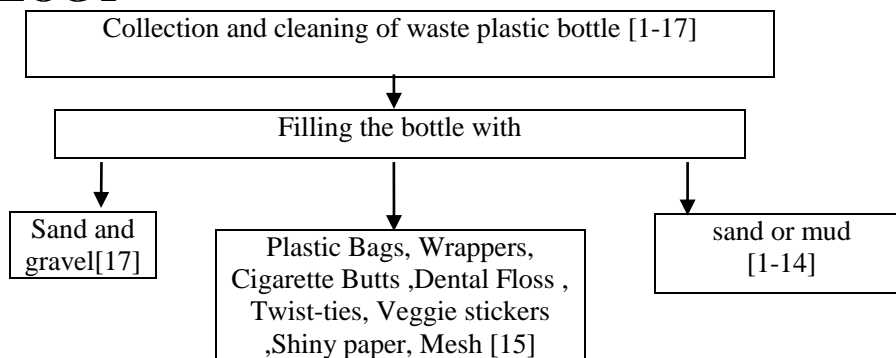 Collection and cleaning of waste plastic bottle [1-17]
Filling the bottle with
Sand and
gravel[17]
Plastic Bags, Wrappers,
Cigarette Butts ,Dental Floss ,
Twist-ties, Veggie stickers
,Shiny paper, Mesh [15]
sand or mud
[1-14]